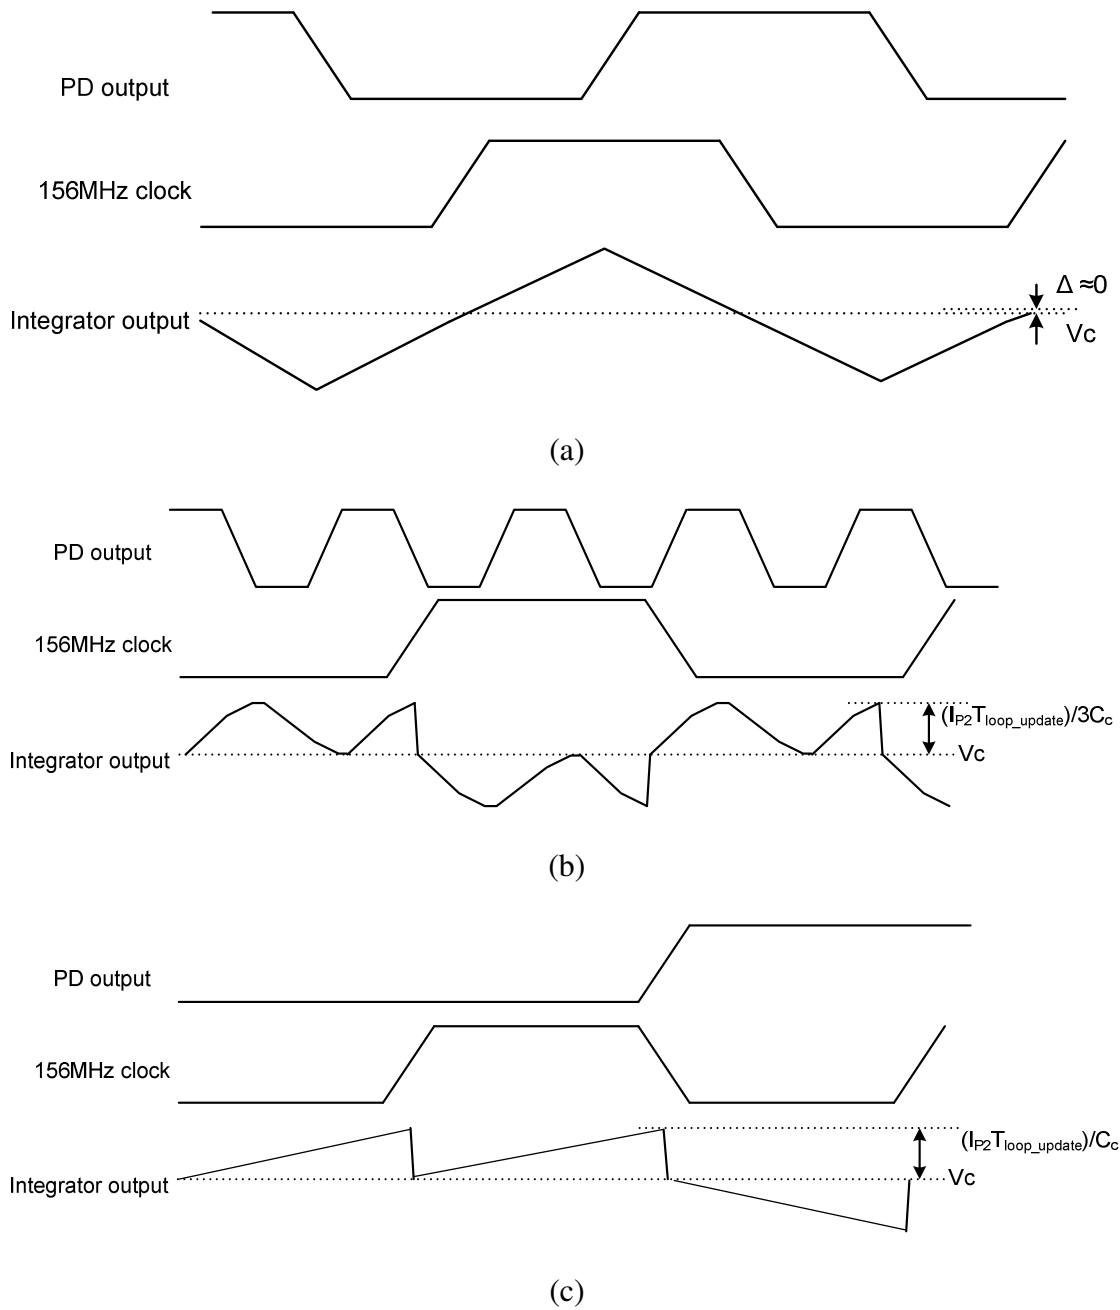 PD output
156MHz clock
Integrator output
Δ ≈0
Vc
(a)
PD output
156MHz clock
Integrator output
(IP2Tloop_update)/3Cc
Vc
(b)
PD output
156MHz clock
Integrator output
(IP2Tloop_update)/Cc
Vc
(c)